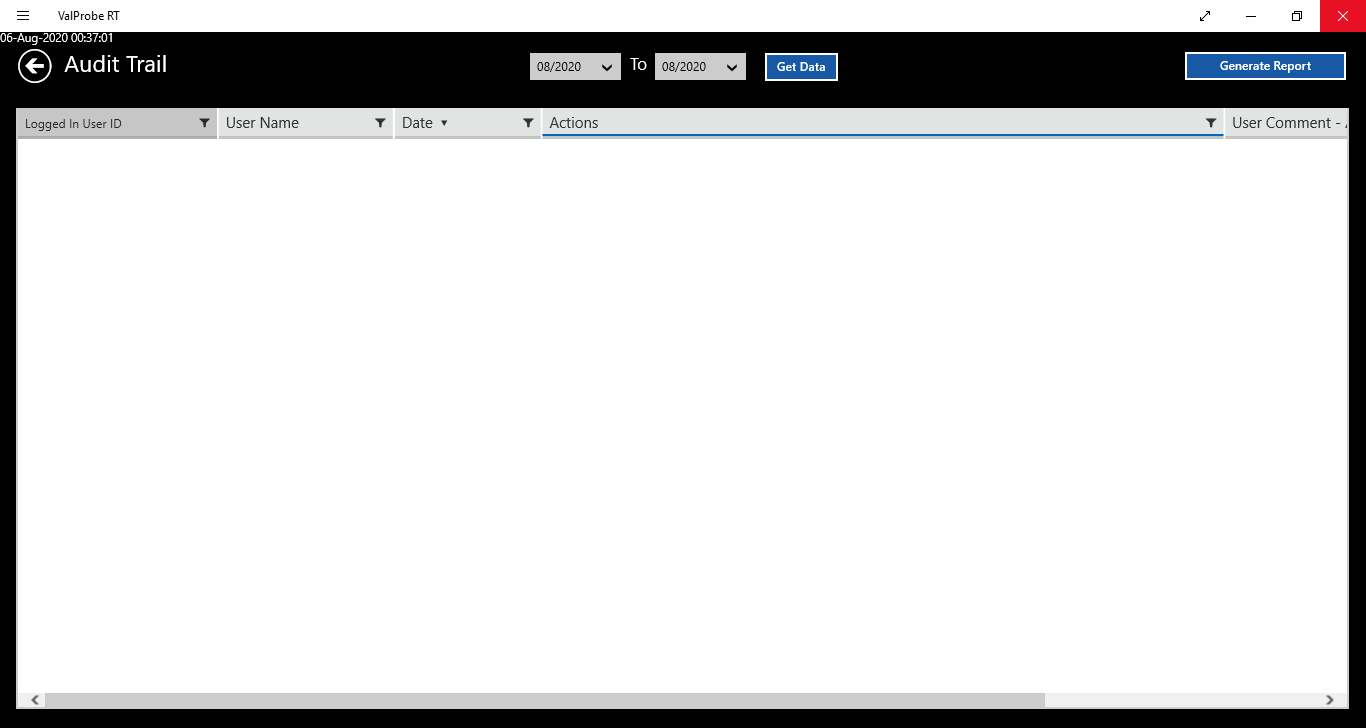 ValProbe RT
06-Aug-2020 00:37:01
Audit Trail
08/2020 To 08/2020 Get Data Generate Report
Logged In User ID User Name Date Actions User Comment -